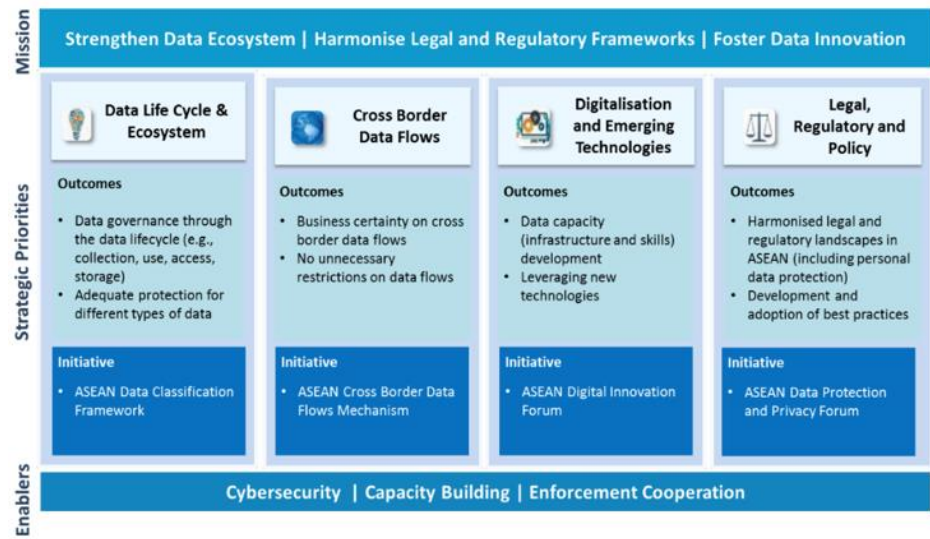 Mission
Strengthen Data Ecosystem | Harmonise Legal and Regulatory Frameworks | Foster Data Innovation
Strategic Priorities
Data Life Cycle &
Ecosystem
Outcomes
• Data governance through
the data lifecycle (e.g.,
collection, use, access,
storage)
• Adequate protection for
different types of data
Initiative
• ASEAN Data Classification
Framework
Cross Border
Data Flows
Outcomes
• Business certainty on cross
border data flows
• No unnecessary
restrictions on data flows
Initiative
• ASEAN Cross Border Data
Flows Mechanism
Digitalisation
and Emerging
Technologies
Outcomes
• Data capacity
(infrastructure and skills)
development
• Leveraging new
technologies
Initiative
• ASEAN Digital Innovation
Forum
Legal,
Regulatory and
Policy
Outcomes
• Harmonised legal and
regulatory landscapes in
ASEAN (including personal
data protection)
• Development and
adoption of best practices
Initiative
• ASEAN Data Protection
and Privacy Forum
Enablers
Cybersecurity | Capacity Building | Enforcement Cooperation